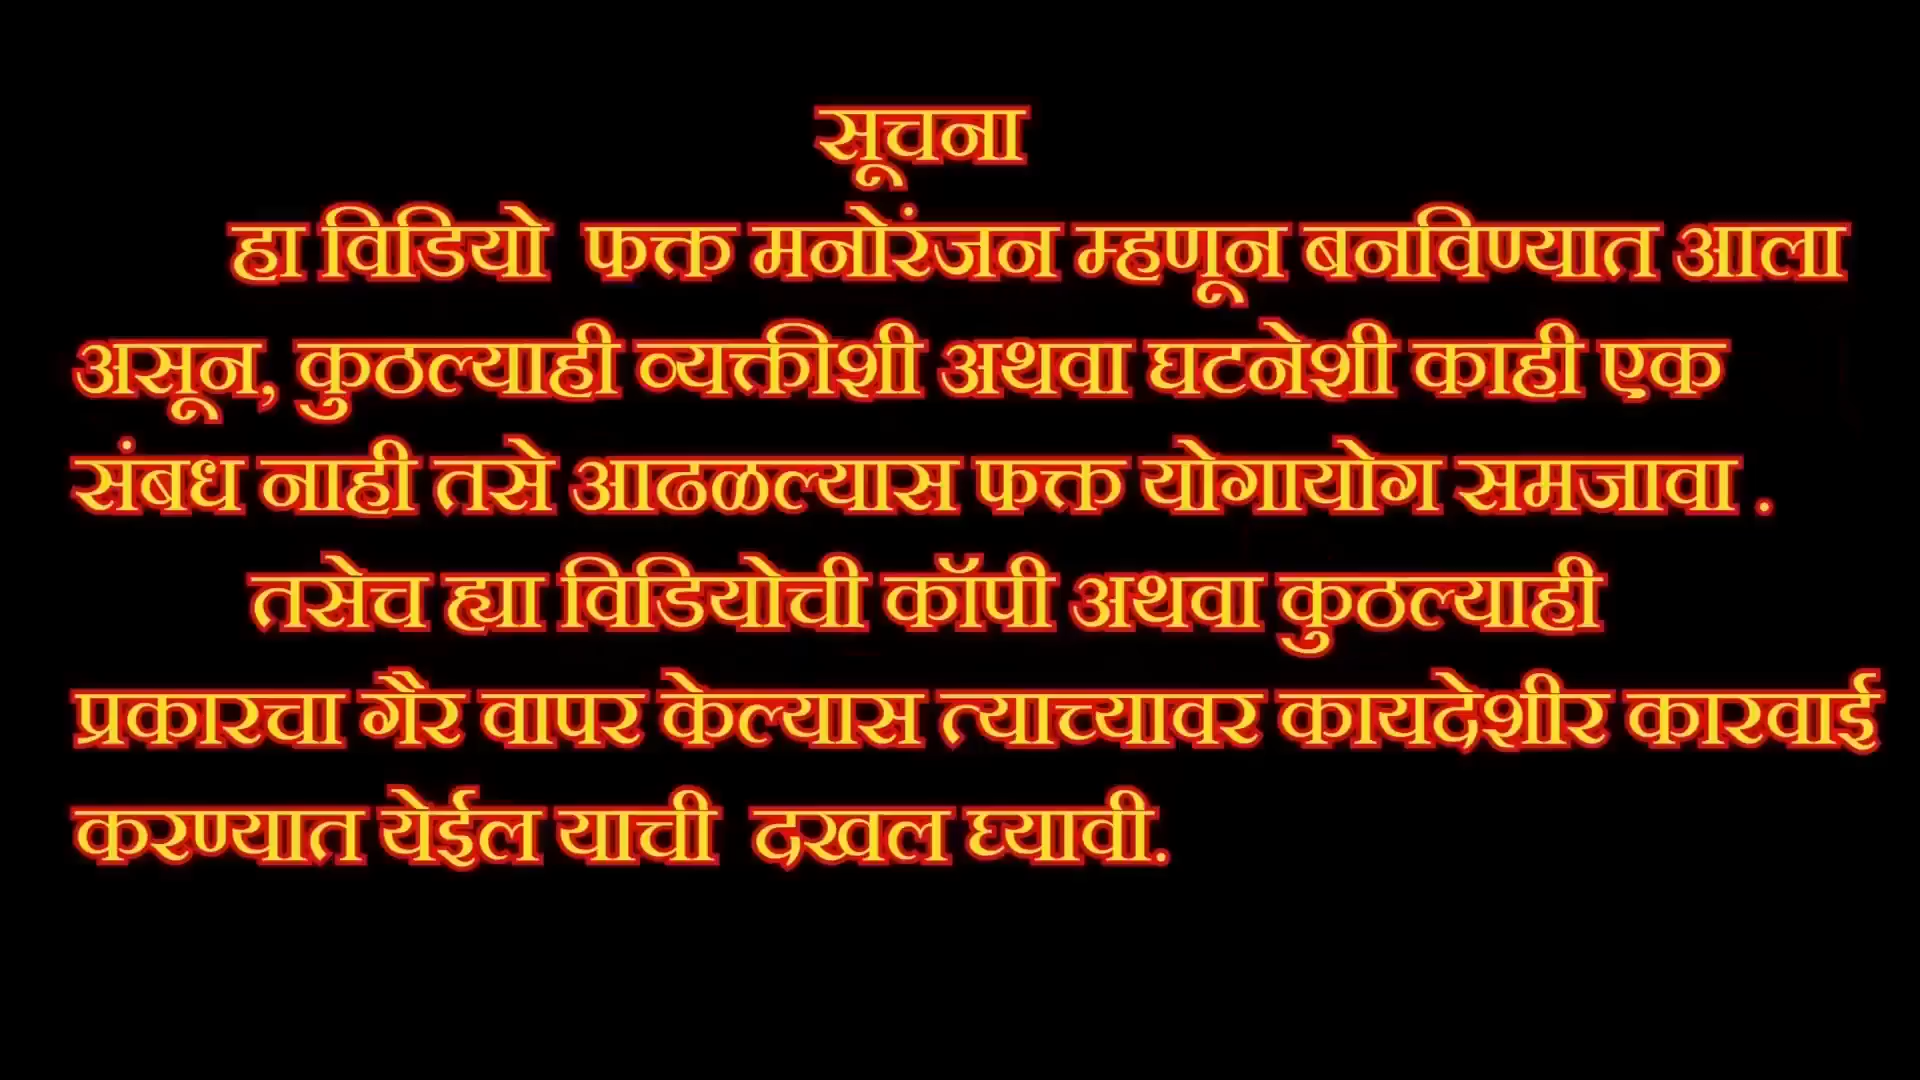 सूचना
हा विडियो फक्त मनोरंजन म्हणून बनविण्यात आला
असून, कुठल्याही व्यक्तीशी अथवा घटनेशी काही एक
संबध नाही तसे आढळल्यास फक्त योगायोग समजावा .
तसेच ह्या विडियोची कॉपी अथवा कुठल्याही
प्रकारचा गैर वापर केल्यास त्याच्यावर कायदेशीर कारवाई
करण्यात येईल याची दखल घ्यावी.